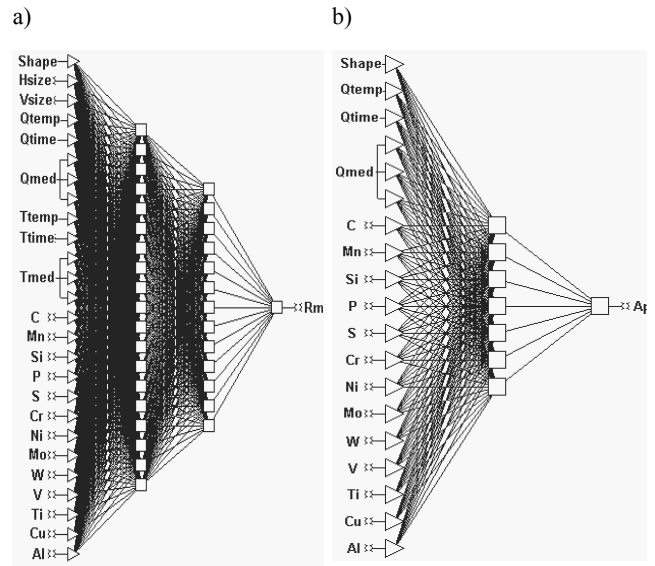 a)
Shape
Hsize
Vsize
Qtemp
Qtime
Qmed
Ttemp
Ttime
Tmed
C
Mn
Si
P
S
Cr
Ni
Mo
W
V
Ti
Cu
Al
Rm
b)
Shape
Qtemp
Qtime
Qmed
C
Mn
Si
P
S
Cr
Ni
Mo
W
V
Ti
Cu
Al